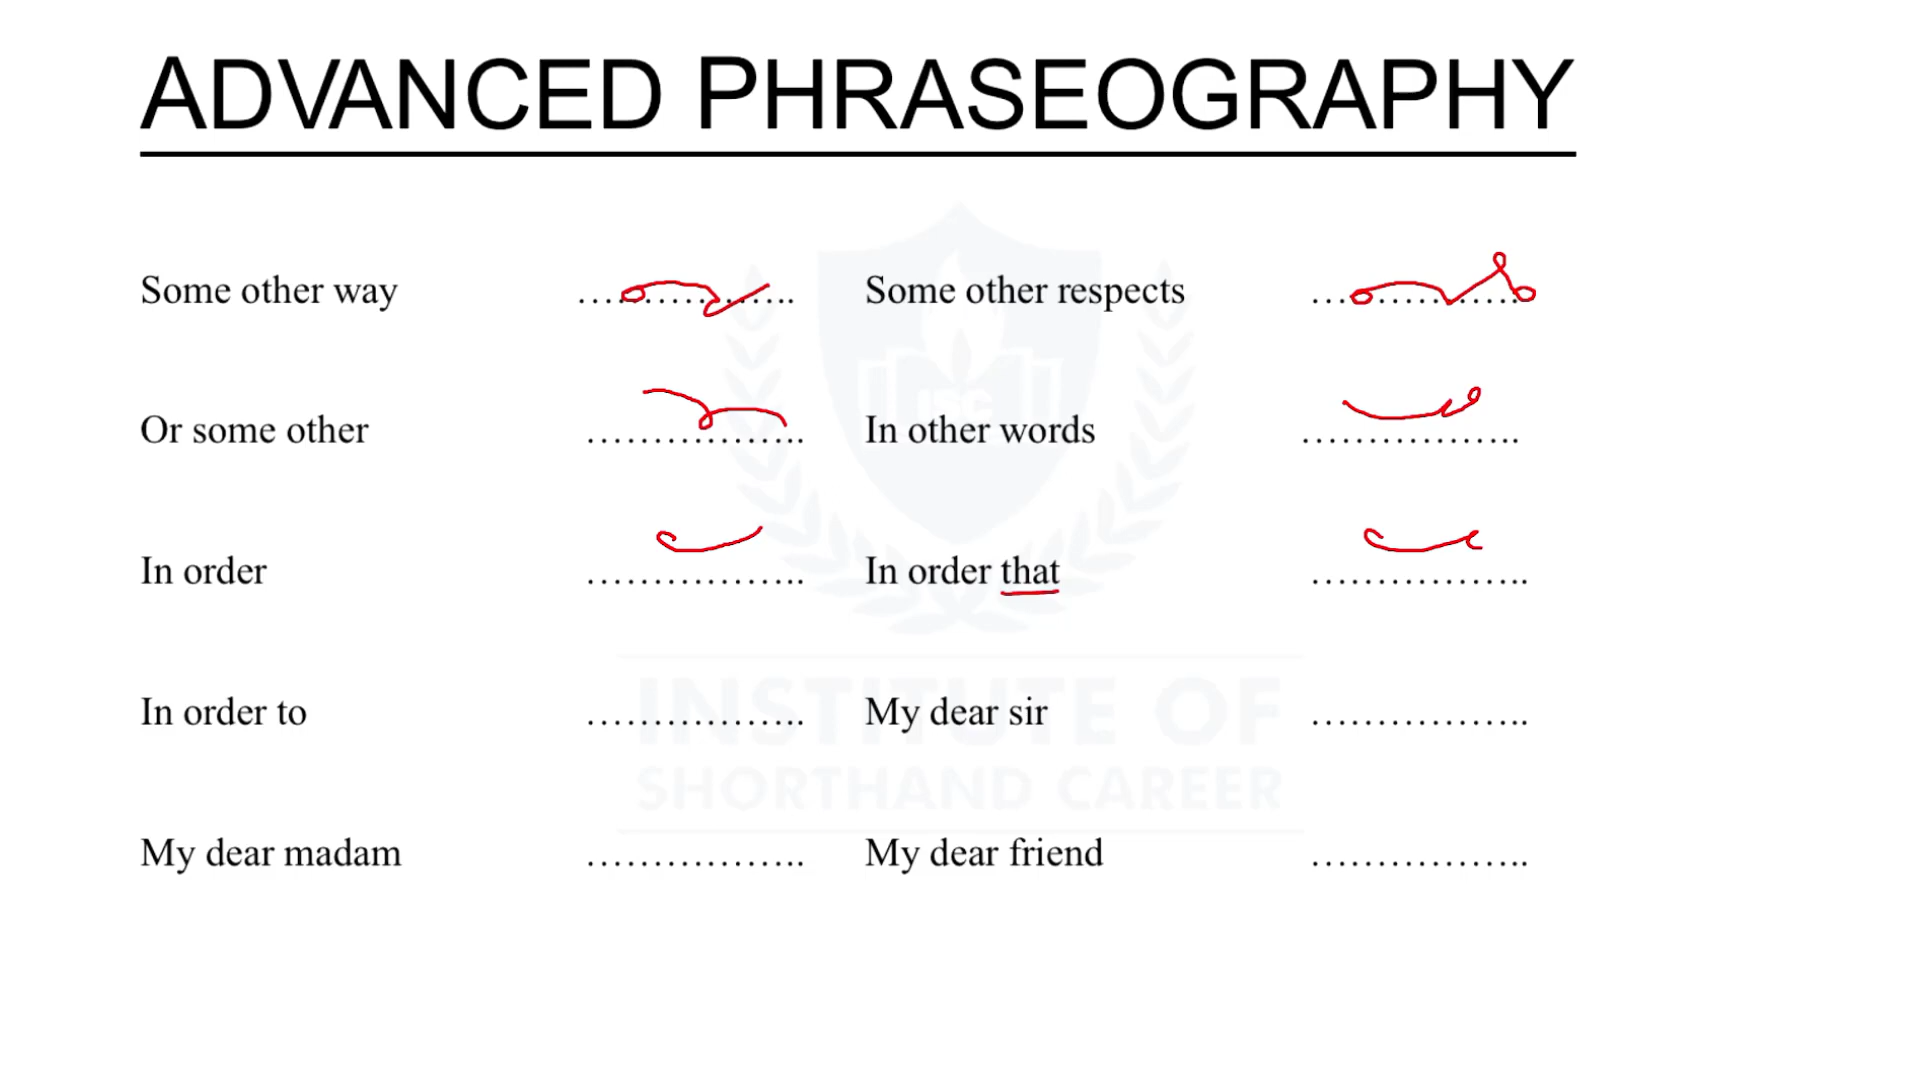 ADVANCED PHRASEOGRAPHY
Some other way ................. Some other respects .................
Or some other ................. In other words .................
In order ................. In order that .................
In order to ................. My dear sir .................
My dear madam ................. My dear friend .................
ISC
INSTITUTE OF
SHORTHAND CAREER